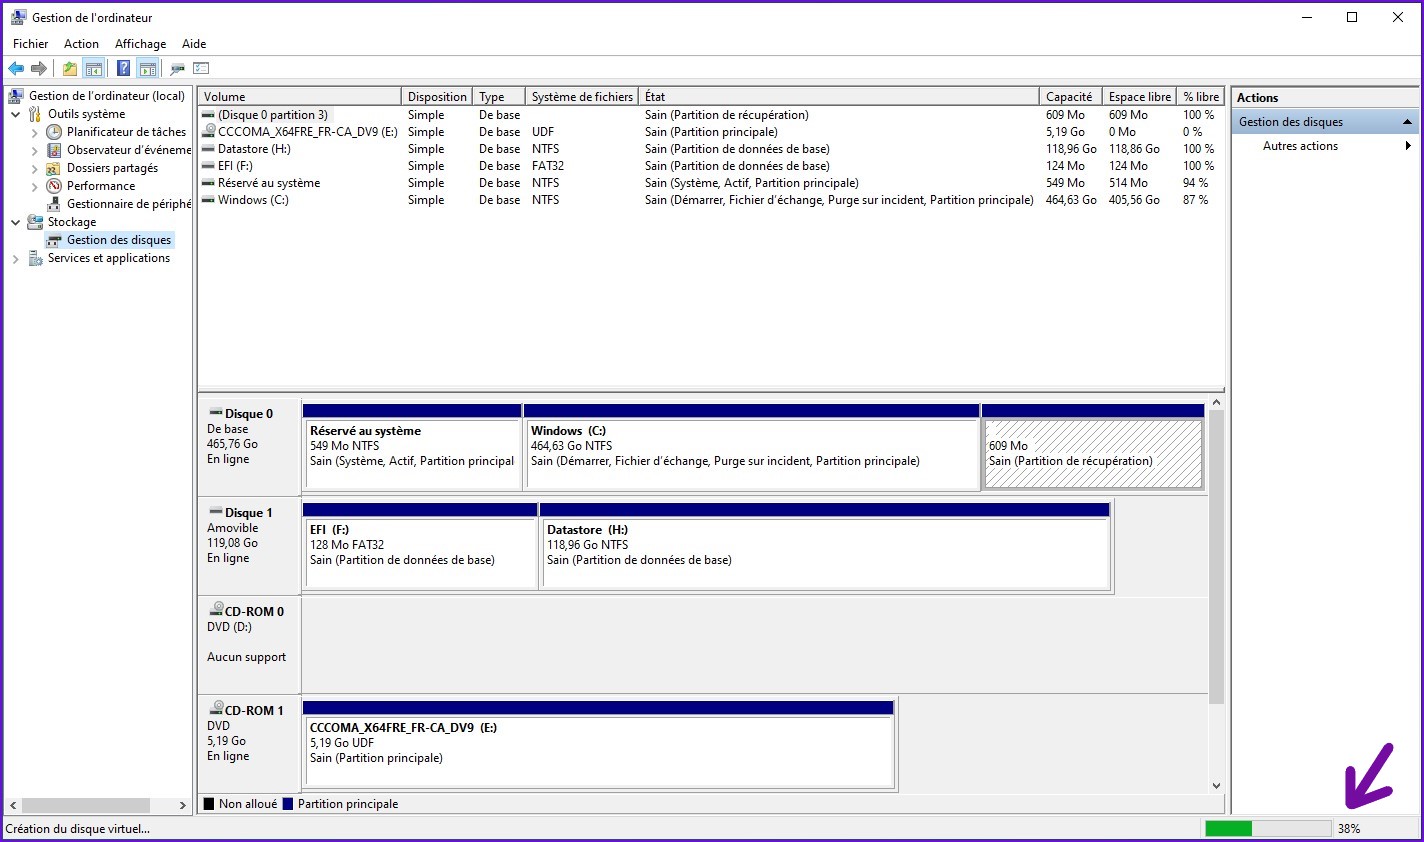 Gestion de l'ordinateur
Fichier Action Affichage Aide
Gestion de l'ordinateur (local)
Outils système
Planificateur de tâches
Observateur d'événeme
Dossiers partagés
Performance
Gestionnaire de périphé
Stockage
Gestion des disques
Services et applications
Volume Disposition Type Système de fichiers État Capacité Espace libre % libre
(Disque 0 partition 3) Simple De base Sain (Partition de récupération) 609 Mo 609 Mo 100 %
CCCOMA_X64FRE_FR-CA_DV9 (E:) Simple De base UDF Sain (Partition principale) 5,19 Go 0 Mo 0 %
Datastore (H:) Simple De base NTFS Sain (Partition de données de base) 118,96 Go 118,86 Go 100 %
EFI (F:) Simple De base FAT32 Sain (Partition de données de base) 124 Mo 124 Mo 100 %
Réservé au système Simple De base NTFS Sain (Système, Actif, Partition principale) 549 Mo 514 Mo 94 %
Windows (C:) Simple De base NTFS Sain (Démarrer, Fichier d'échange, Purge sur incident, Partition principale) 464,63 Go 405,56 Go 87 %
Disque 0
De base
465,76 Go
En ligne
Réservé au système
549 Mo NTFS
Sain (Système, Actif, Partition principal
Windows (C:)
464,63 Go NTFS
Sain (Démarrer, Fichier d'échange, Purge sur incident, Partition principale)
609 Mo
Sain (Partition de récupération)
Disque 1
Amovible
119,08 Go
En ligne
EFI (F:)
128 Mo FAT32
Sain (Partition de données de base)
Datastore (H:)
118,96 Go NTFS
Sain (Partition de données de base)
CD-ROM 0
DVD (D:)
Aucun support
CD-ROM 1
DVD
5,19 Go
En ligne
CCCOMA_X64FRE_FR-CA_DV9 (E:)
5,19 Go UDF
Sain (Partition principale)
Non alloué Partition principale
Actions
Gestion des disques
Autres actions
Création du disque virtuel...
38%